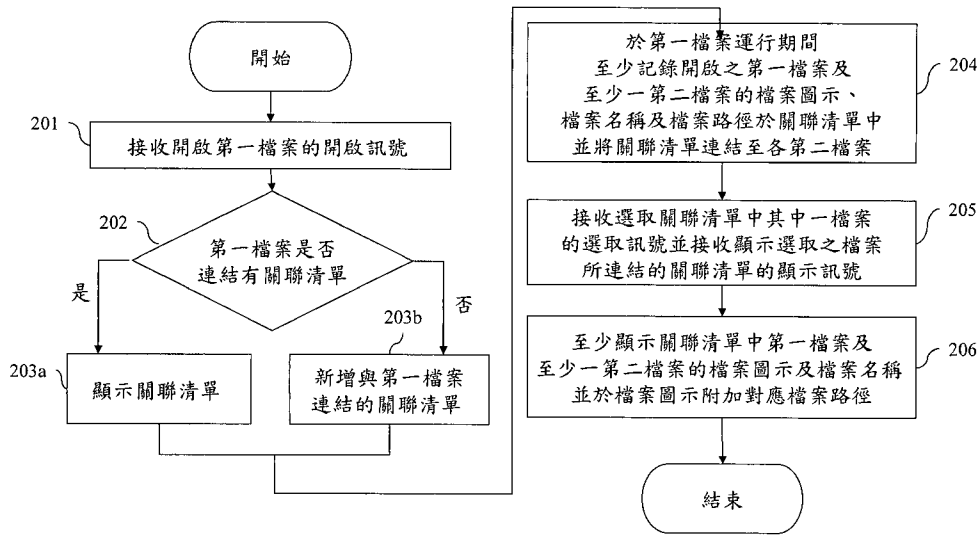 開始
201
接收開啟第一檔案的開啟訊號
202
第一檔案是否
連結有關聯清單
是
否
203a
顯示關聯清單
203b
新增與第一檔案
連結的關聯清單
204
於第一檔案運行期間
至少記錄開啟之第一檔案及
至少一第二檔案的檔案圖示、
檔案名稱及檔案路徑於關聯清單中
並將關聯清單連結至各第二檔案
205
接收選取關聯清單中其中一檔案
的選取訊號並接收顯示選取之檔案
所連結的關聯清單的顯示訊號
206
至少顯示關聯清單中第一檔案及
至少一第二檔案的檔案圖示及檔案名稱
並於檔案圖示附加對應檔案路徑
結束